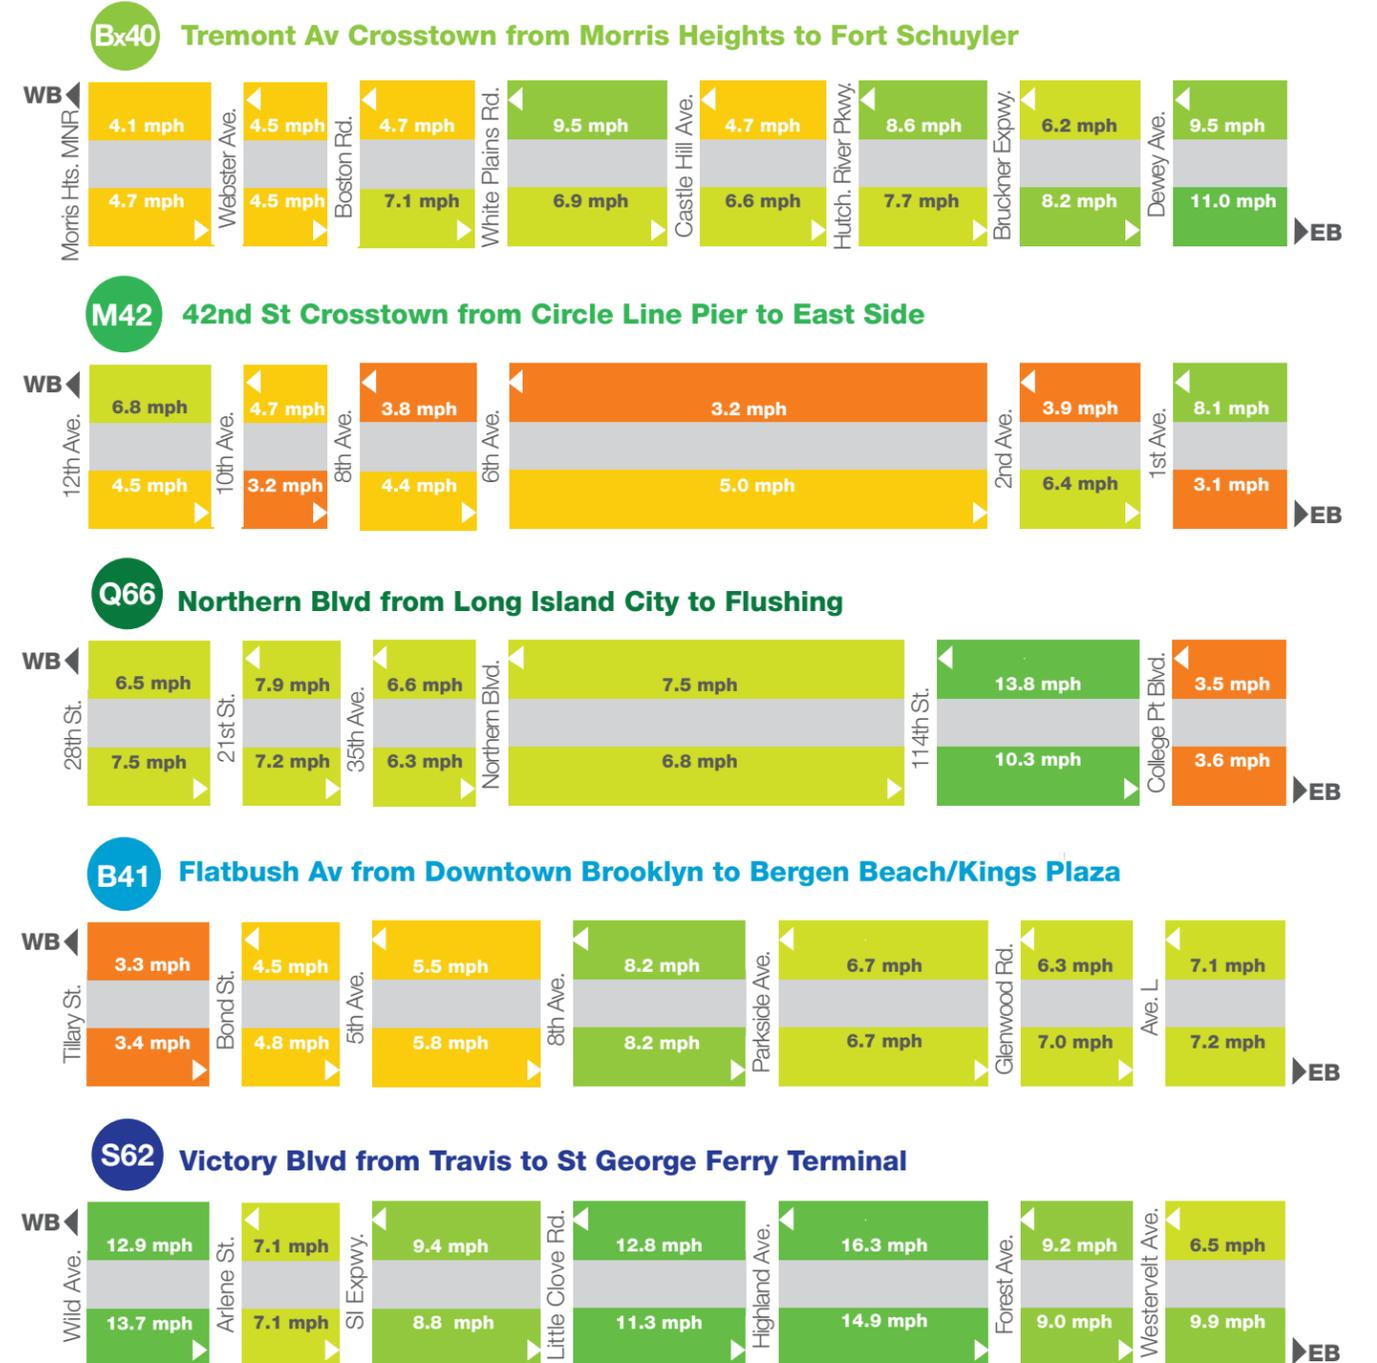 Bx40 Tremont Av Crosstown from Morris Heights to Fort Schuyler
WB
Morris Hts. MNR
4.1 mph
4.7 mph
Webster Ave.
4.5 mph
4.5 mph
Boston Rd.
4.7 mph
7.1 mph
White Plains Rd.
9.5 mph
6.9 mph
Castle Hill Ave.
4.7 mph
6.6 mph
Hutch. River Pkwy.
8.6 mph
7.7 mph
Bruckner Expwy.
6.2 mph
8.2 mph
Dewey Ave.
9.5 mph
11.0 mph
EB
M42 42nd St Crosstown from Circle Line Pier to East Side
WB
12th Ave.
6.8 mph
4.5 mph
10th Ave.
4.7 mph
3.2 mph
8th Ave.
3.8 mph
4.4 mph
6th Ave.
3.2 mph
5.0 mph
2nd Ave.
3.9 mph
6.4 mph
1st Ave.
8.1 mph
3.1 mph
EB
Q66 Northern Blvd from Long Island City to Flushing
WB
28th St.
6.5 mph
7.5 mph
21st St.
7.9 mph
7.2 mph
35th Ave.
6.6 mph
6.3 mph
Northern Blvd.
7.5 mph
6.8 mph
114th St.
13.8 mph
10.3 mph
College Pt Blvd.
3.5 mph
3.6 mph
EB
B41 Flatbush Av from Downtown Brooklyn to Bergen Beach/Kings Plaza
WB
Tillary St.
3.3 mph
3.4 mph
Bond St.
4.5 mph
4.8 mph
5th Ave.
5.5 mph
5.8 mph
8th Ave.
8.2 mph
8.2 mph
Parkside Ave.
6.7 mph
6.7 mph
Glenwood Rd.
6.3 mph
7.0 mph
Ave. L
7.1 mph
7.2 mph
EB
S62 Victory Blvd from Travis to St George Ferry Terminal
WB
Wild Ave.
12.9 mph
13.7 mph
Arlene St.
7.1 mph
7.1 mph
SI Expwy.
9.4 mph
8.8 mph
Little Clove Rd.
12.8 mph
11.3 mph
Highland Ave.
16.3 mph
14.9 mph
Forest Ave.
9.2 mph
9.0 mph
Westervelt Ave.
6.5 mph
9.9 mph
EB